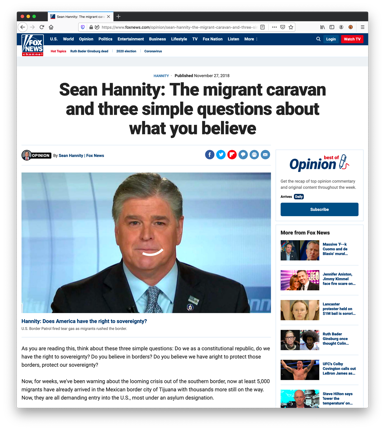 Sean Hannity: The migrant caravan
https://www.foxnews.com/opinion/sean-hannity-the-migrant-caravan-and-three-
FOX
NEWS
channel
U.S. World Opinion Politics Entertainment Business Lifestyle TV Fox Nation Listen More
Login Watch TV
Hot Topics Ruth Bader Ginsburg dead 2020 election Coronavirus
HANNITY · Published November 27, 2018
Sean Hannity: The migrant caravan
and three simple questions about
what you believe
OPINION By Sean Hannity | Fox News
Hannity: Does America have the right to sovereignty?
U.S. Border Patrol fired tear gas as migrants rushed the border.
As you are reading this, think about these three simple questions: Do we as a constitutional republic, do we
have the right to sovereignty? Do you believe in borders? Do you believe we have aright to protect those
borders, protect our sovereignty?
Now, for weeks, we've been warning about the looming crisis out of the southern border, now at least 5,000
migrants have already arrived in the Mexican border city of Tijuana with thousands more still on the way.
Now, they are all demanding entry into the U.S., most under an asylum designation.
best of
Opinion
Get the recap of top opinion commentary
and original content throughout the week.
Arrives Daily
Subscribe
More from Fox News
Massive
Cuomo and de
Blasio'
Jennifer Aniston,
Jimmy Kimmel
face fire scare on...
Lancaster
protester held on
$1M bail is
Ruth Bader
Ginsburg once
thought
UFC's Colby
Covington calls out
LeBron James as...
Steve Hilton says
'lower the
temperature' on...